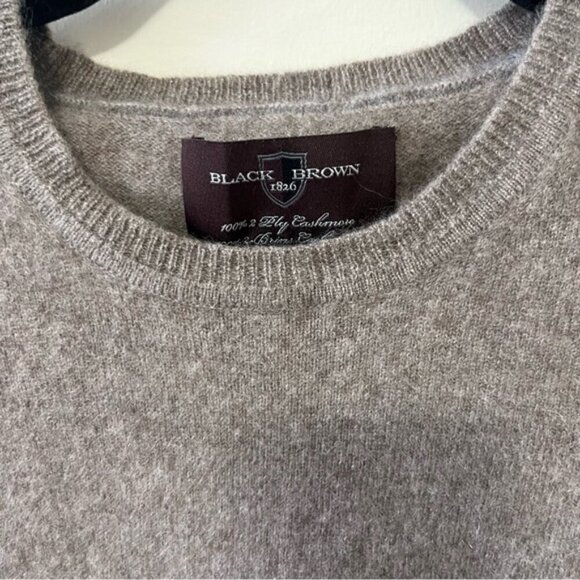 BLACK BROWN
1826
100% 2 Ply Cashmere